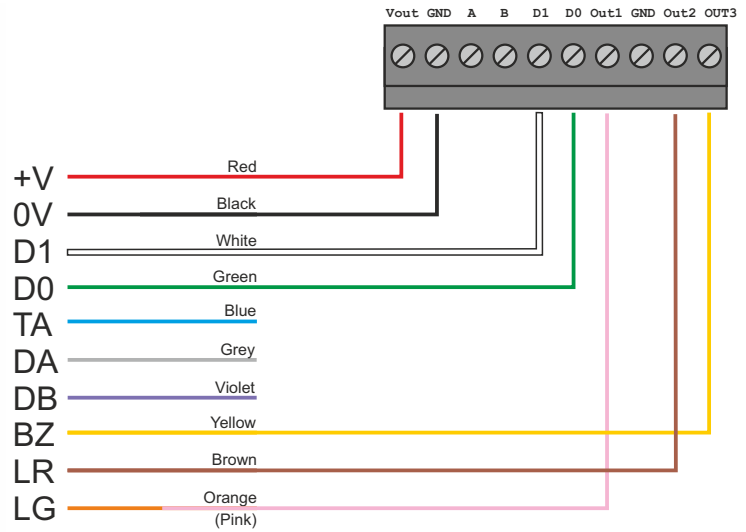 Vout GND A B D1 D0 Out1 GND Out2 OUT3
+V Red
0V Black
D1 White
D0 Green
TA Blue
DA Grey
DB Violet
BZ Yellow
LR Brown
LG Orange
(Pink)